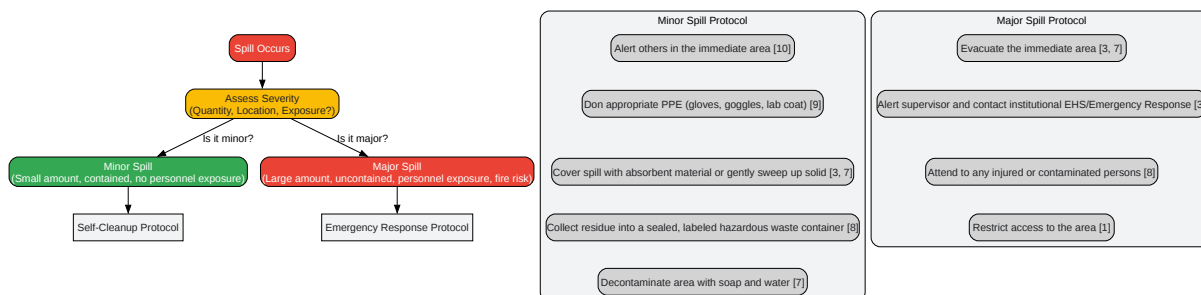 Spill Occurs
Assess Severity
(Quantity, Location, Exposure?)
Is it minor?
Is it major?
Minor Spill
(Small amount, contained, no personnel exposure)
Major Spill
(Large amount, uncontained, personnel exposure, fire risk)
Self-Cleanup Protocol
Emergency Response Protocol
Minor Spill Protocol
Alert others in the immediate area [10]
Don appropriate PPE (gloves, goggles, lab coat) [9]
Cover spill with absorbent material or gently sweep up solid [3, 7]
Collect residue into a sealed, labeled hazardous waste container [8]
Decontaminate area with soap and water [7]
Major Spill Protocol
Evacuate the immediate area [3, 7]
Alert supervisor and contact institutional EHS/Emergency Response [3
Attend to any injured or contaminated persons [8]
Restrict access to the area [1]